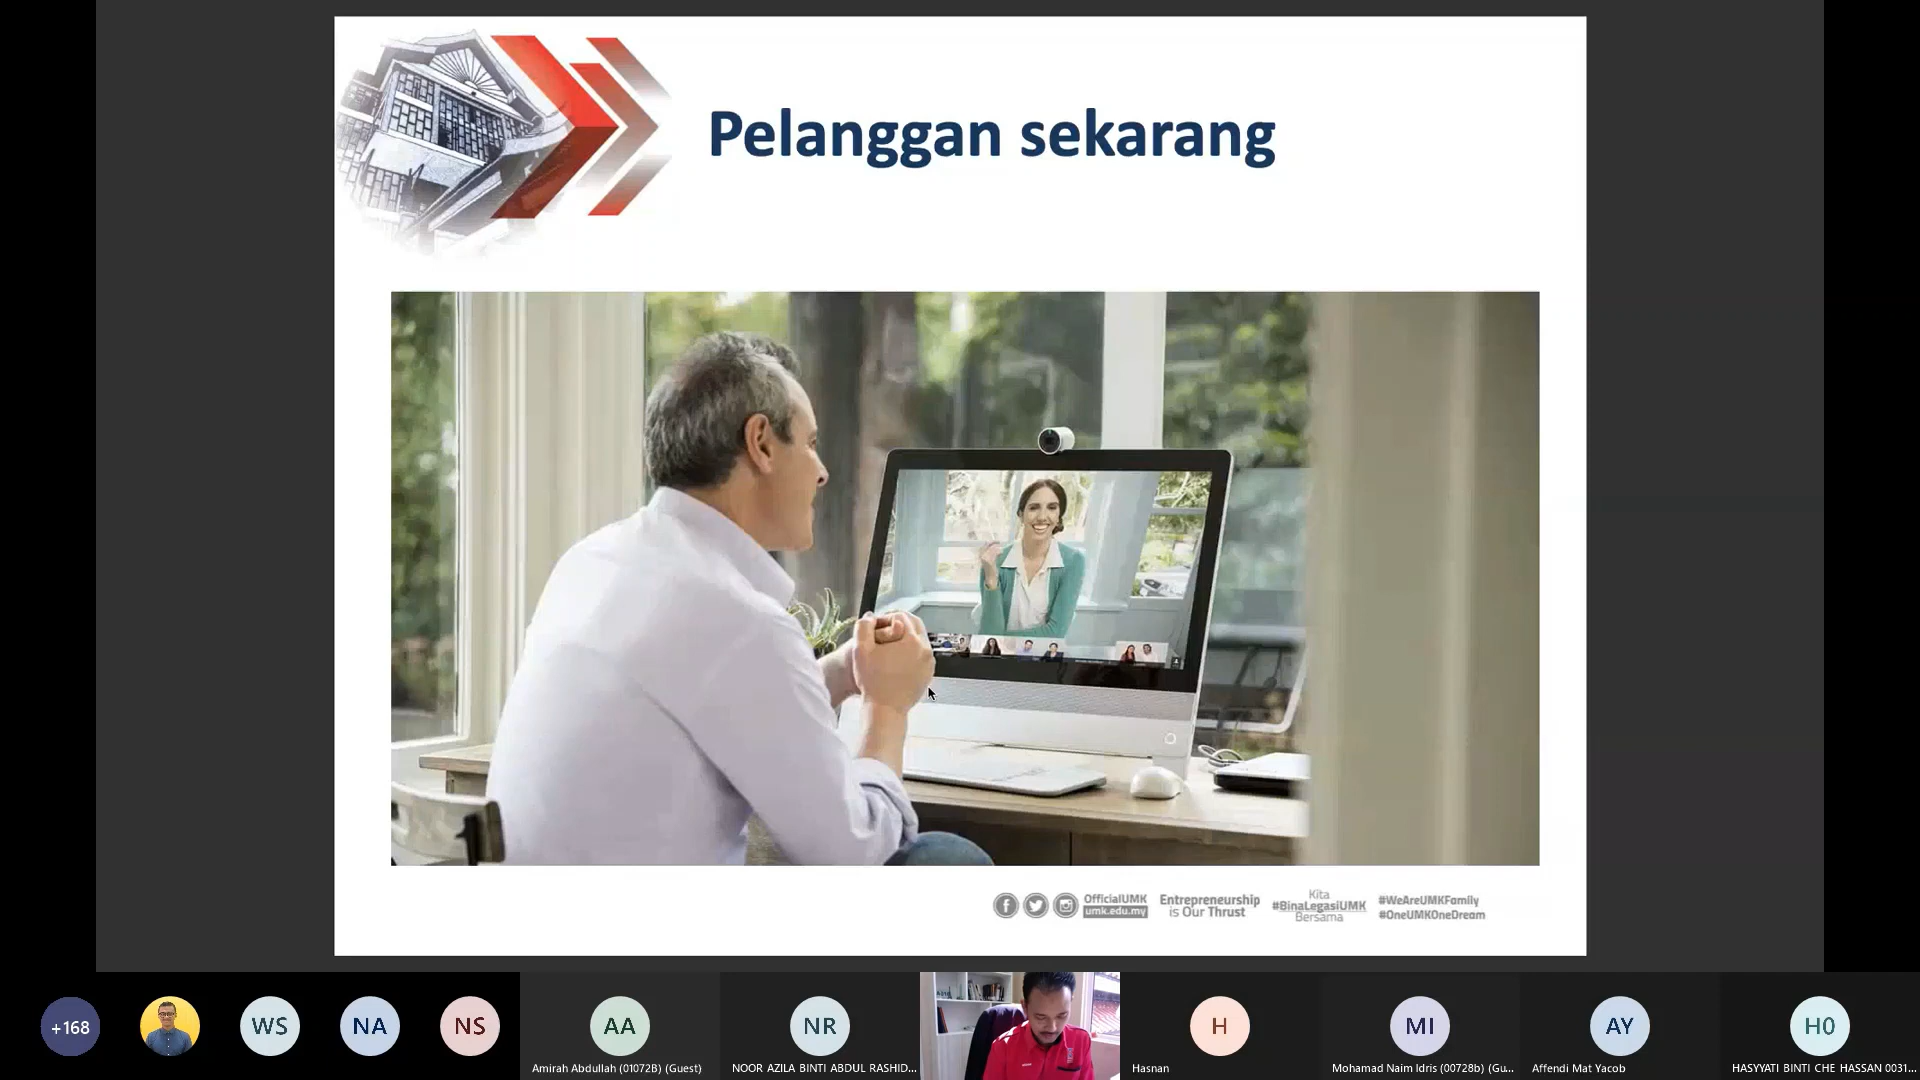 Pelanggan sekarang
OfficialUMK
umk.edu.my
Entrepreneurship
is Our Thrust
Kita
#BinaLegasiUMK
Bersama
#WeAreUMKFamily
#OneUMKOneDream
+168
WS
NA
NS
AA
Amirah Abdullah (01072B) (Guest)
NR
NOOR AZILA BINTI ABDUL RASHID...
H
Hasnan
MI
Mohamad Naim Idris (00728b) (Gu...
AY
Affendi Mat Yacob
H0
HASYYATI BINTI CHE HASSAN 0031...